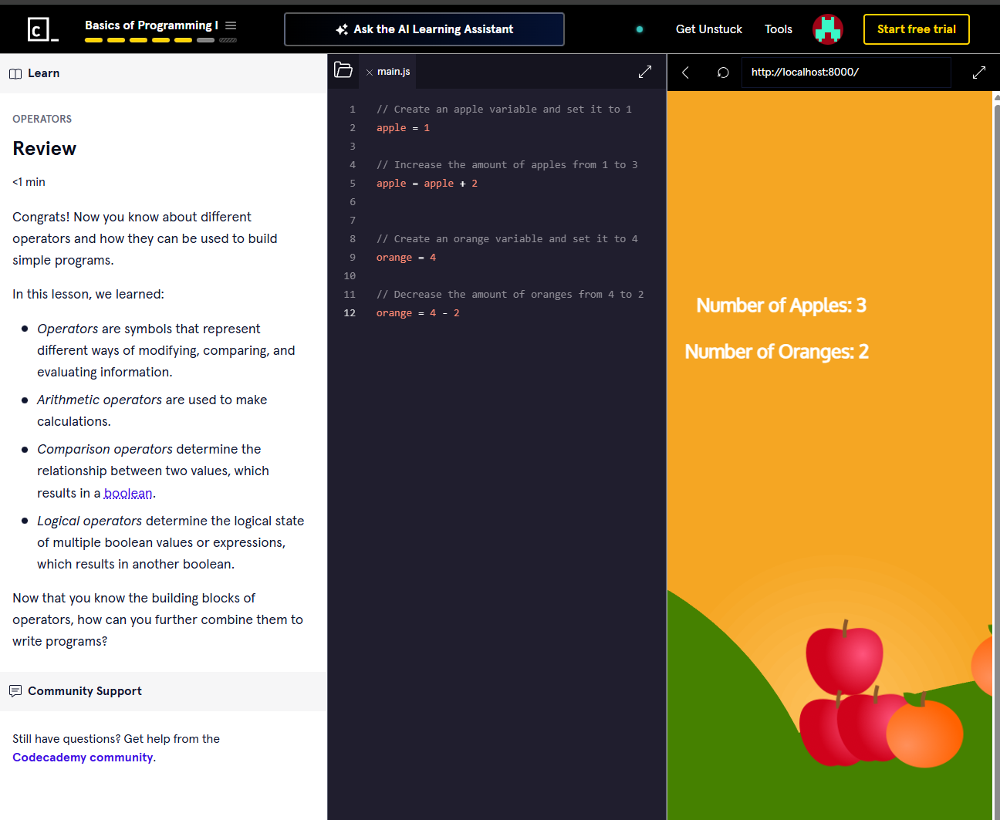 Basics of Programming I
Ask the AI Learning Assistant
Get Unstuck
Tools
Start free trial
Learn
OPERATORS
Review
<1 min
Congrats! Now you know about different
operators and how they can be used to build
simple programs.
In this lesson, we learned:
Operators are symbols that represent
different ways of modifying, comparing, and
evaluating information.
Arithmetic operators are used to make
calculations.
Comparison operators determine the
relationship between two values, which
results in a boolean.
Logical operators determine the logical state
of multiple boolean values or expressions,
which results in another boolean.
Now that you know the building blocks of
operators, how can you further combine them to
write programs?
Community Support
Still have questions? Get help from the
Codecademy community.
main.js
1 // Create an apple variable and set it to 1
2 apple = 1
3
4 // Increase the amount of apples from 1 to 3
5 apple = apple + 2
6
7
8 // Create an orange variable and set it to 4
9 orange = 4
10
11 // Decrease the amount of oranges from 4 to 2
12 orange = 4 - 2
http://localhost:8000/
Number of Apples: 3
Number of Oranges: 2